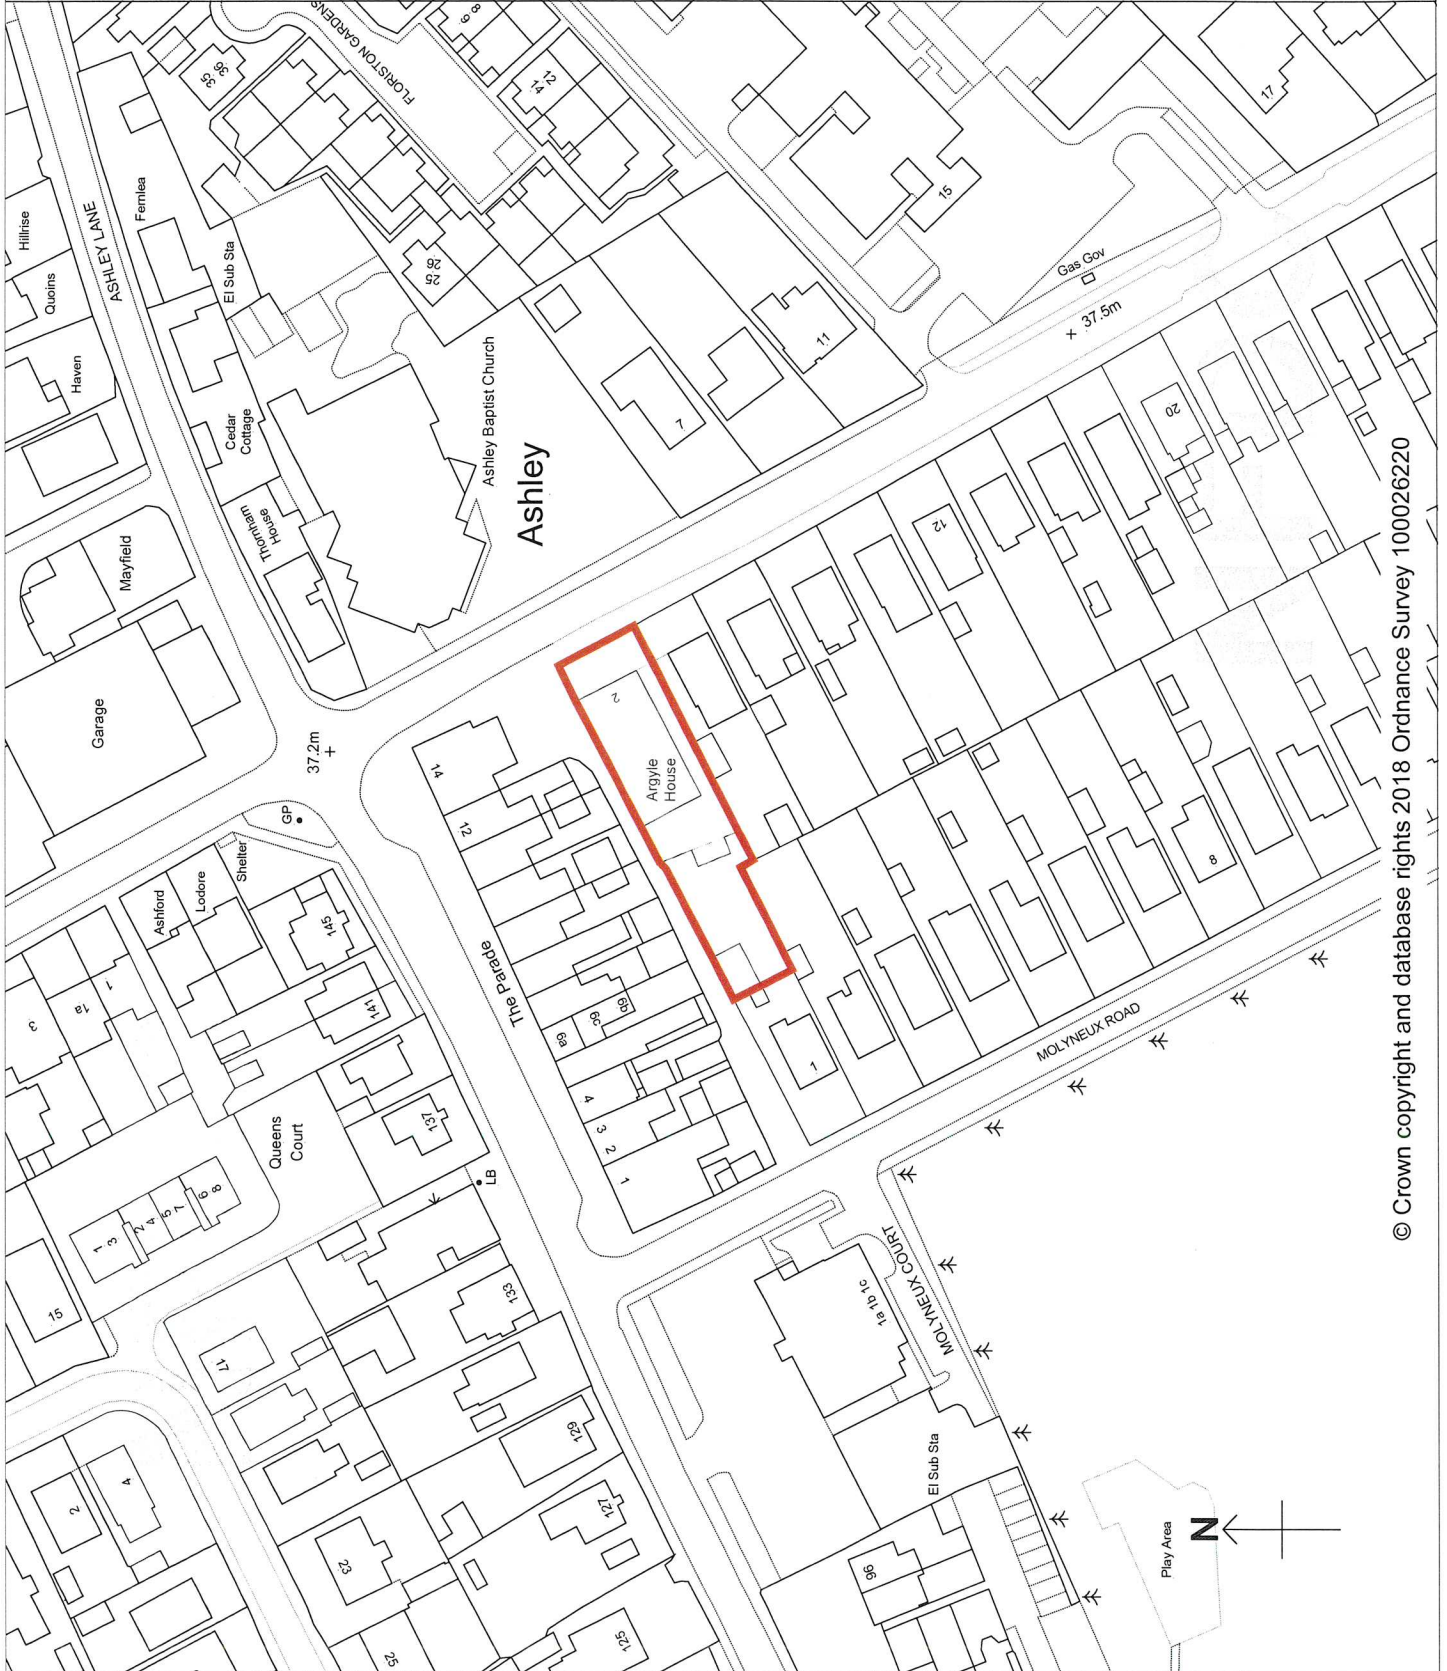 Hillrise
Quoins
Haven
ASHLEY LANE
Fernlea
El Sub Sta
Cedar
Cottage
Thornham
House
Mayfield
Garage
35
36
FLORISTON GARDENS
8
9
12
14
25
26
Ashley Baptist Church
Ashley
7
11
15
17
Gas Gov
37.5m
37.2m
GP
Shelter
Lodore
Ashford
145
141
137
LB
1
1a
3
Queens
Court
1
3
2
4
5
7
6
8
15
17
133
129
127
125
2
4
23
25
The Parade
14
12
9a
9c
9b
4
3
2
1
2
Argyle
House
12
20
8
1
MOLYNEUX ROAD
MOLYNEUX COURT
1a 1b 1c
El Sub Sta
96
Play Area
N
© Crown copyright and database rights 2018 Ordnance Survey 100026220